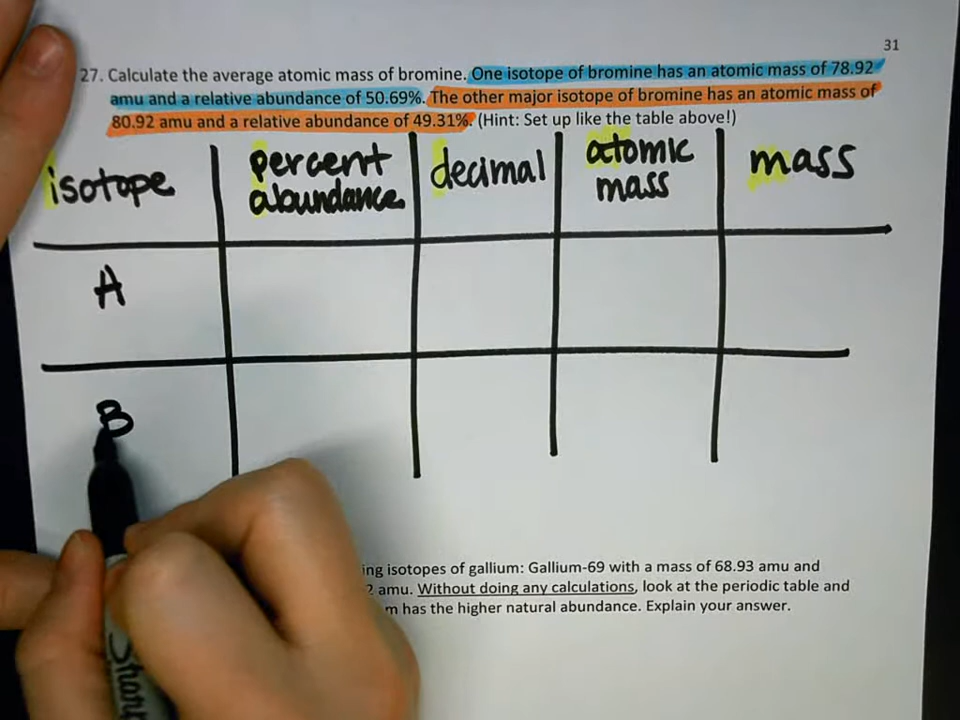 31
27. Calculate the average atomic mass of bromine. One isotope of bromine has an atomic mass of 78.92
amu and a relative abundance of 50.69%. The other major isotope of bromine has an atomic mass of
80.92 amu and a relative abundance of 49.31%. (Hint: Set up like the table above!)
isotope percent abundance decimal atomic mass mass
A
B
ing isotopes of gallium: Gallium-69 with a mass of 68.93 amu and
2 amu. Without doing any calculations, look at the periodic table and
m has the higher natural abundance. Explain your answer.
Sharp